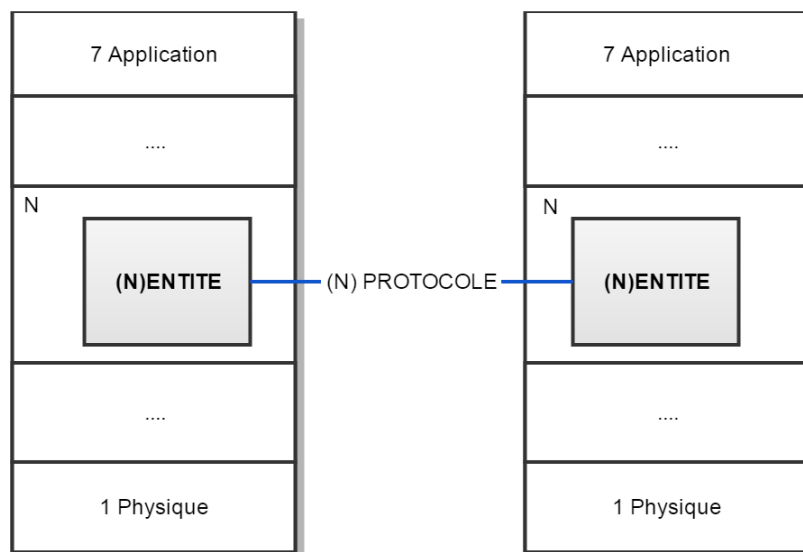 7 Application
7 Application
....
....
N
N
(N)ENTITE
(N) PROTOCOLE
(N)ENTITE
....
....
1 Physique
1 Physique